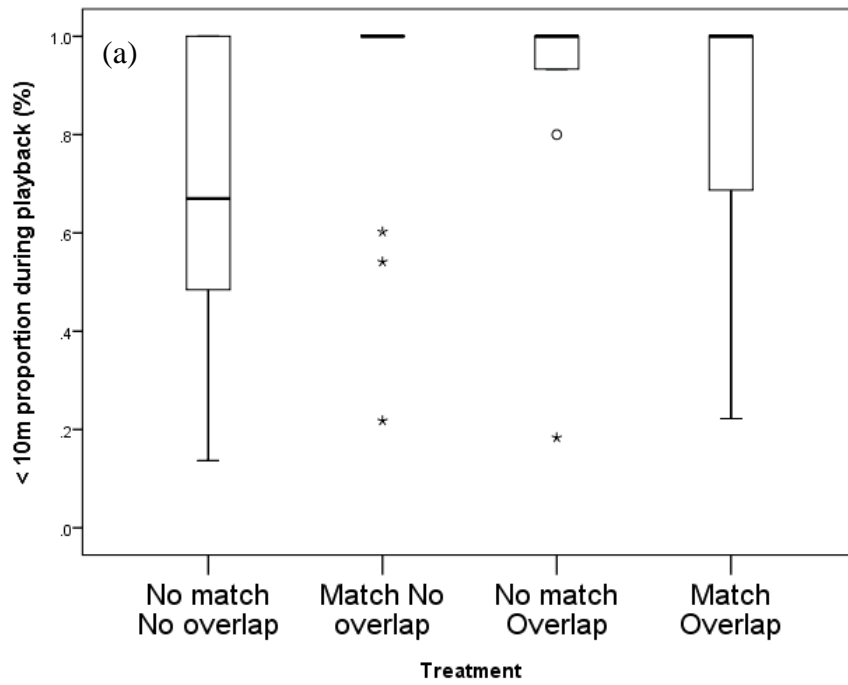 (a)
< 10m proportion during playback (%)
1.0
.8
.6
.4
.2
.0
No match
No overlap
Match No
overlap
No match
Overlap
Match
Overlap
Treatment